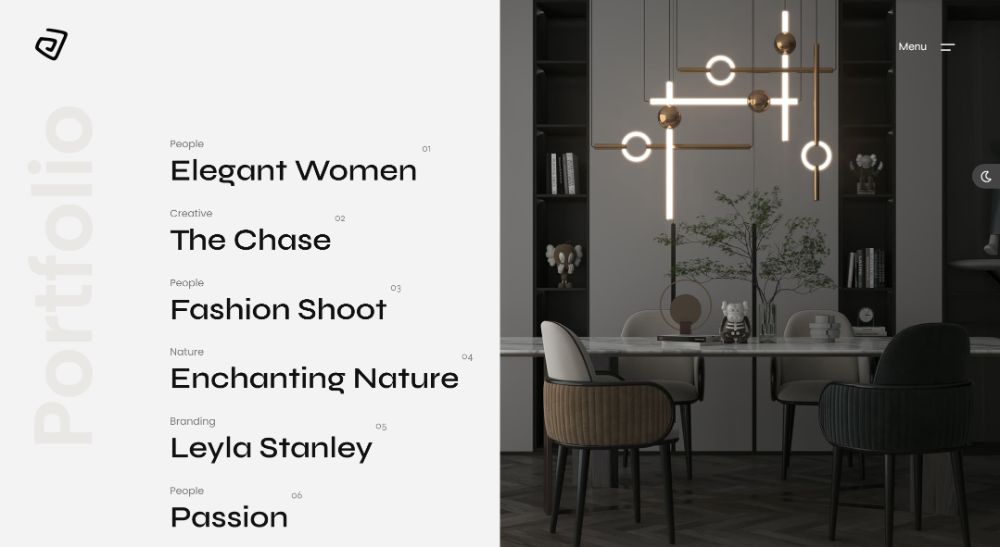 Menu
Portfolio
People
Elegant Women 01
Creative
The Chase 02
People
Fashion Shoot 03
Nature
Enchanting Nature 04
Branding
Leyla Stanley 05
People
Passion 06